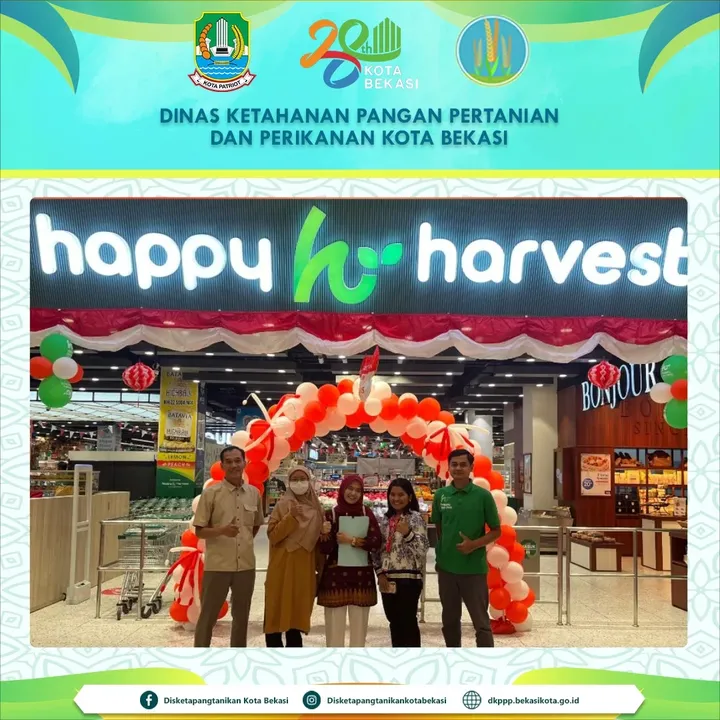 KOTA PATRIOT
28th
KOTA
BEKASI
DINAS KETAHANAN PANGAN PERTANIAN
DAN PERIKANAN KOTA BEKASI
happy harvest
BONJOUR
Disketapangtanikan Kota Bekasi
Disketapangtanikankotabekasi
dkppp.bekasikota.go.id